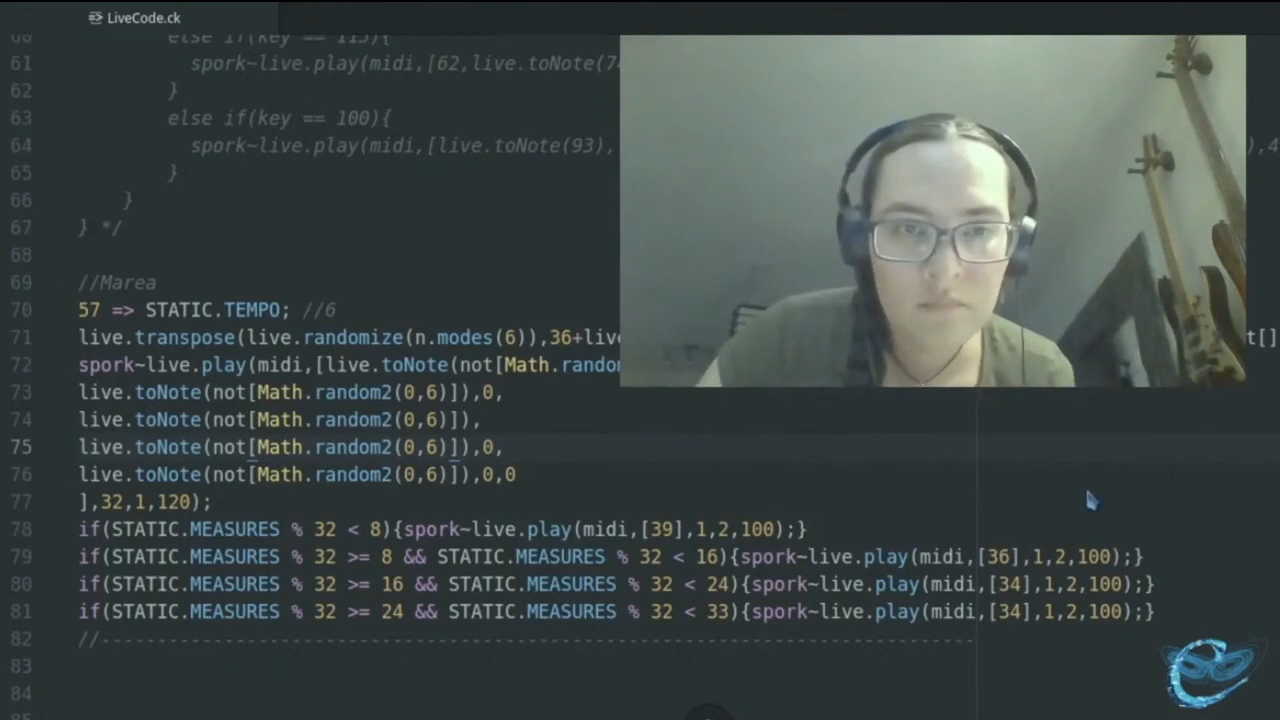 LiveCode.ck
60 else if(key == 115){
61 spork~live.play(midi,[62,live.toNote(74
62 }
63 else if(key == 100){
64 spork~live.play(midi,[live.toNote(93), ),4
65 }
66 }
67 } */
68
69 //Marea
70 57 => STATIC.TEMPO; //6
71 live.transpose(live.randomize(n.modes(6)),36+live t[]
72 spork~live.play(midi,[live.toNote(not[Math.random
73 live.toNote(not[Math.random2(0,6)]),0,
74 live.toNote(not[Math.random2(0,6)]),
75 live.toNote(not[Math.random2(0,6)]),0,
76 live.toNote(not[Math.random2(0,6)]),0,0
77 ],32,1,120);
78 if(STATIC.MEASURES % 32 < 8){spork~live.play(midi,[39],1,2,100);}
79 if(STATIC.MEASURES % 32 >= 8 && STATIC.MEASURES % 32 < 16){spork~live.play(midi,[36],1,2,100);}
80 if(STATIC.MEASURES % 32 >= 16 && STATIC.MEASURES % 32 < 24){spork~live.play(midi,[34],1,2,100);}
81 if(STATIC.MEASURES % 32 >= 24 && STATIC.MEASURES % 32 < 33){spork~live.play(midi,[34],1,2,100);}
82 //------------------------------------------------------------------------------
83
84
85